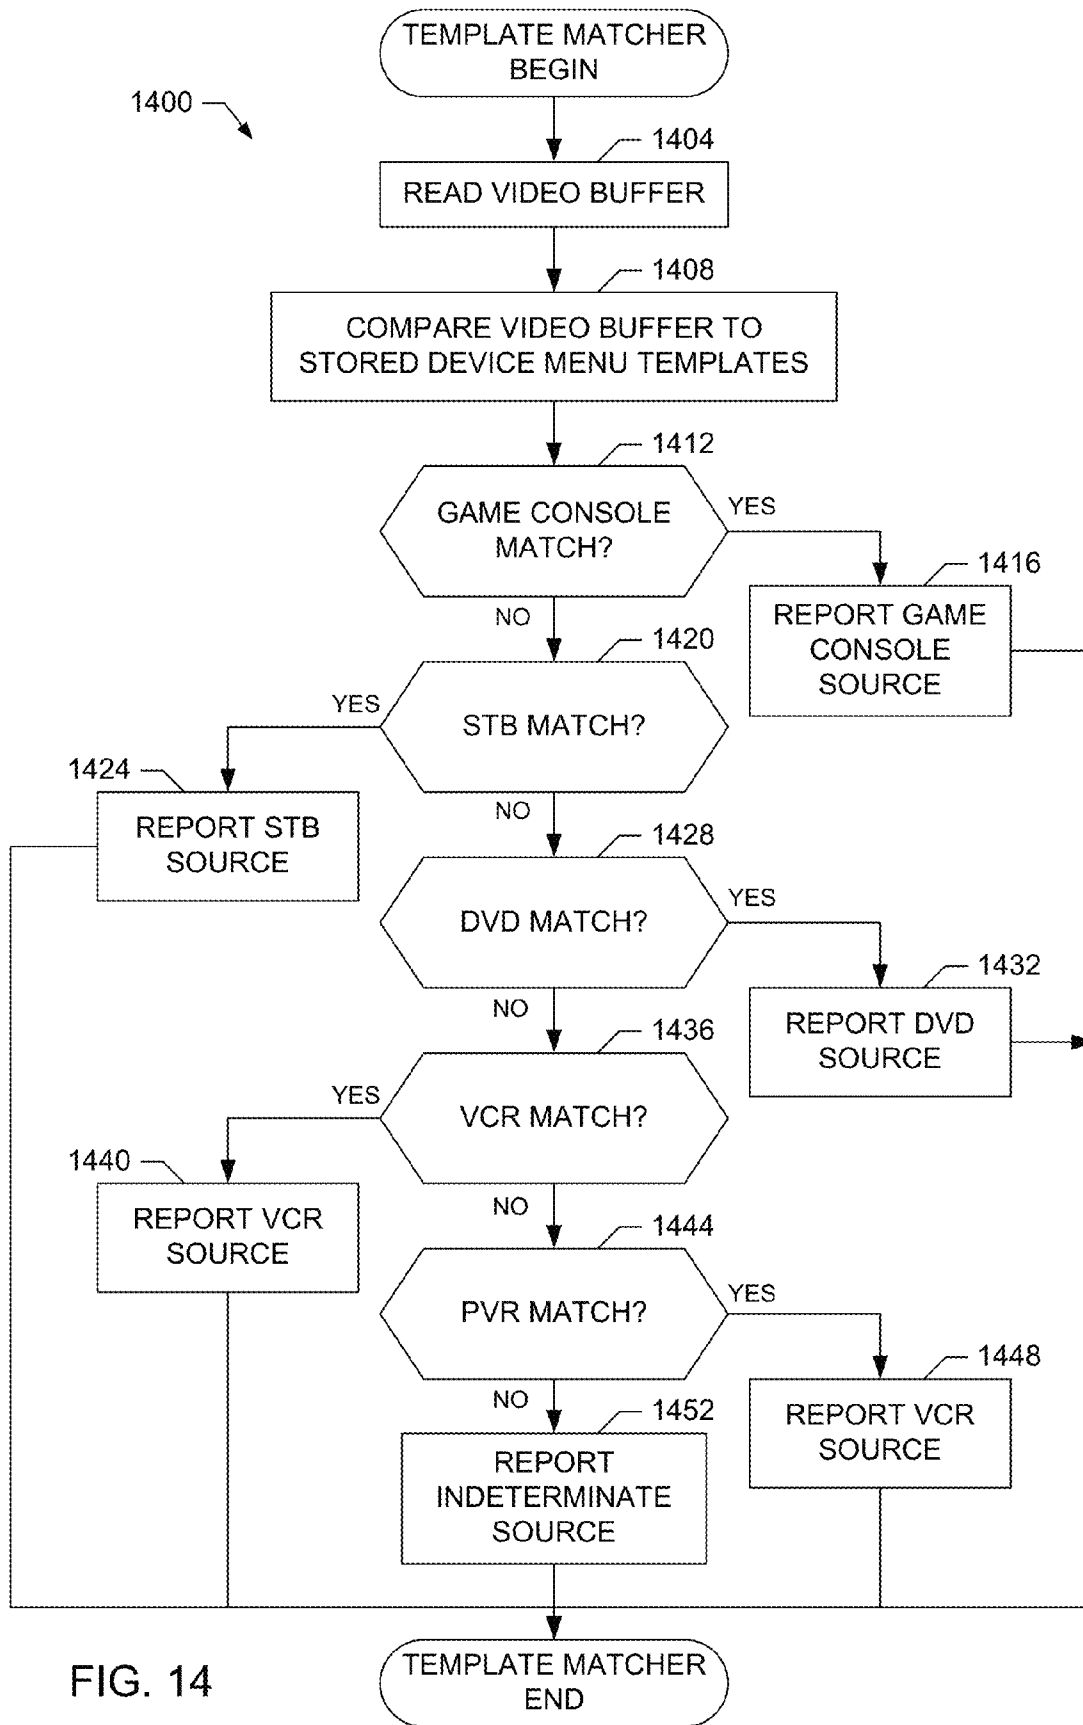 TEMPLATE MATCHER
BEGIN
1400
1404
READ VIDEO BUFFER
1408
COMPARE VIDEO BUFFER TO
STORED DEVICE MENU TEMPLATES
1412
GAME CONSOLE
MATCH?
YES
NO
1416
REPORT GAME
CONSOLE
SOURCE
1420
STB MATCH?
YES
NO
1424
REPORT STB
SOURCE
1428
DVD MATCH?
YES
NO
1432
REPORT DVD
SOURCE
1436
VCR MATCH?
YES
NO
1440
REPORT VCR
SOURCE
1444
PVR MATCH?
YES
NO
1448
REPORT VCR
SOURCE
1452
REPORT
INDETERMINATE
SOURCE
TEMPLATE MATCHER
END
FIG. 14